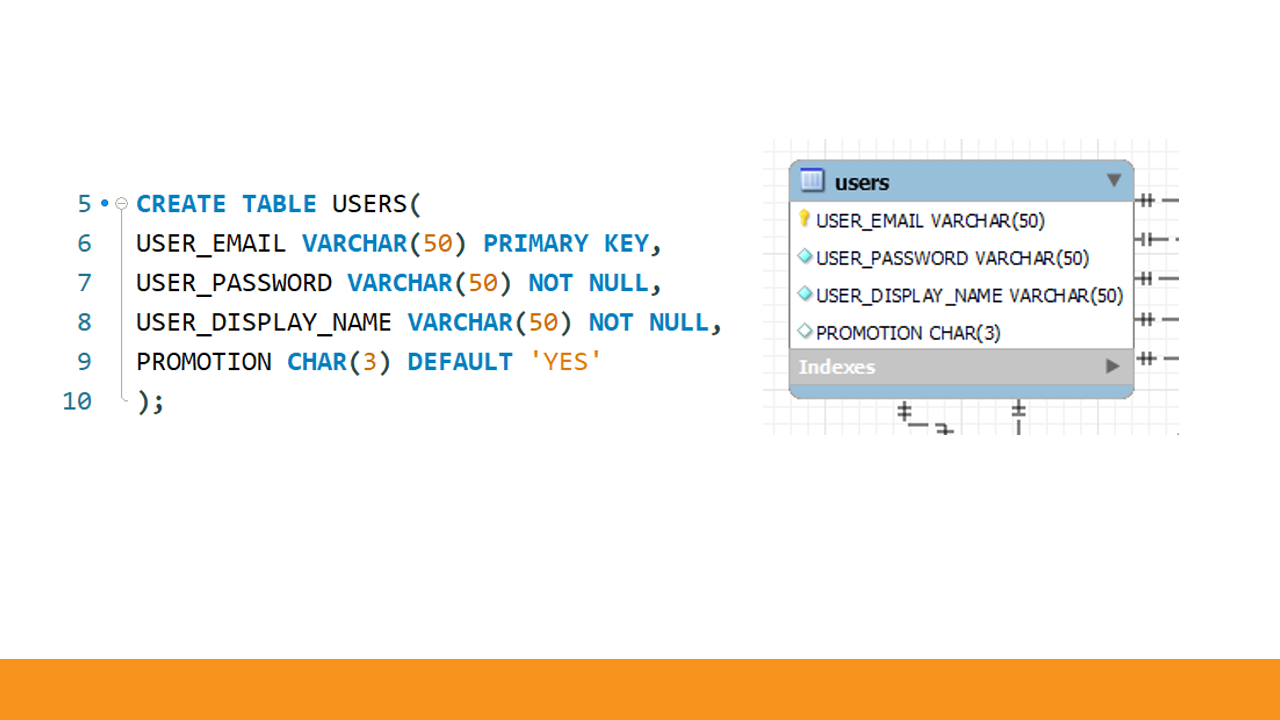 5 CREATE TABLE USERS(
6 USER_EMAIL VARCHAR(50) PRIMARY KEY,
7 USER_PASSWORD VARCHAR(50) NOT NULL,
8 USER_DISPLAY_NAME VARCHAR(50) NOT NULL,
9 PROMOTION CHAR(3) DEFAULT 'YES'
10 );
users
USER_EMAIL VARCHAR(50)
USER_PASSWORD VARCHAR(50)
USER_DISPLAY_NAME VARCHAR(50)
PROMOTION CHAR(3)
Indexes